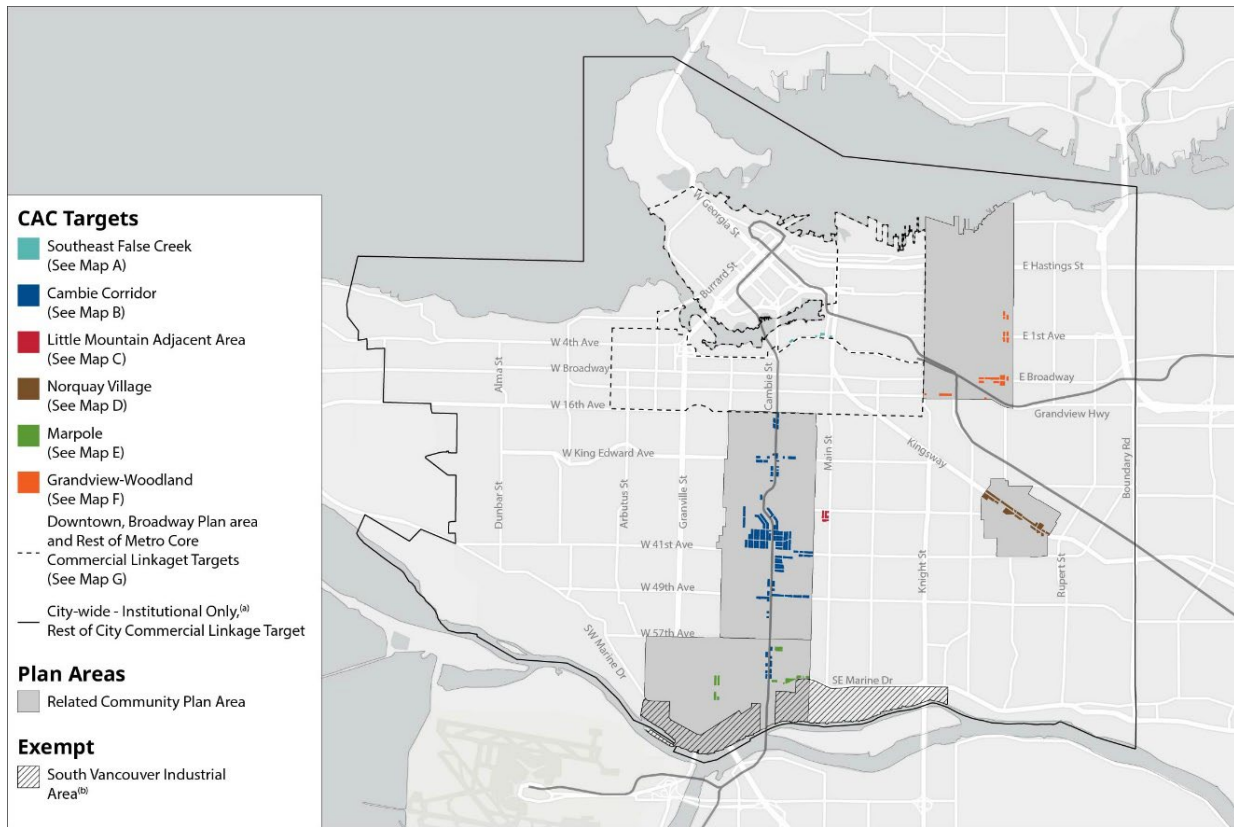 CAC Targets
Southeast False Creek
(See Map A)
Cambie Corridor
(See Map B)
Little Mountain Adjacent Area
(See Map C)
Norquay Village
(See Map D)
Marpole
(See Map E)
Grandview-Woodland
(See Map F)
Downtown, Broadway Plan area
and Rest of Metro Core
Commercial Linkaget Targets
(See Map G)
City-wide - Institutional Only,(a)
Rest of City Commercial Linkage Target
Plan Areas
Related Community Plan Area
Exempt
South Vancouver Industrial
Area(b)
W Georgia St
Burrard St
E Hastings St
W 4th Ave
E 1st Ave
W Broadway
E Broadway
Alma St
Cambie St
W 16th Ave
Grandview Hwy
W King Edward Ave
Main St
Kingsway
Boundary Rd
Dunbar St
Arbutus St
Granville St
W 41st Ave
Knight St
Rupert St
W 49th Ave
W 57th Ave
SW Marine Dr
SE Marine Dr